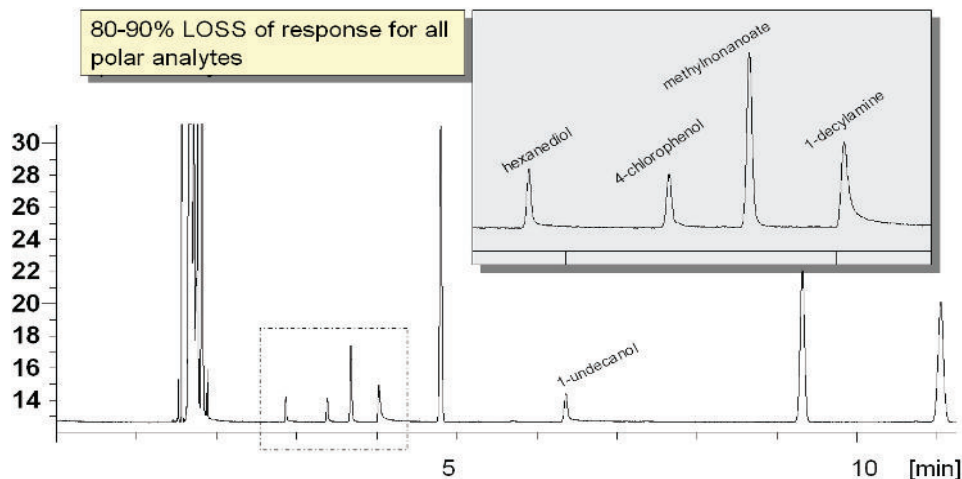 80-90% LOSS of response for all
polar analytes
hexanediol
4-chlorophenol
methylnonanoate
1-decylamine
30
28
26
24
22
20
18
16
14
1-undecanol
5
10
[min]